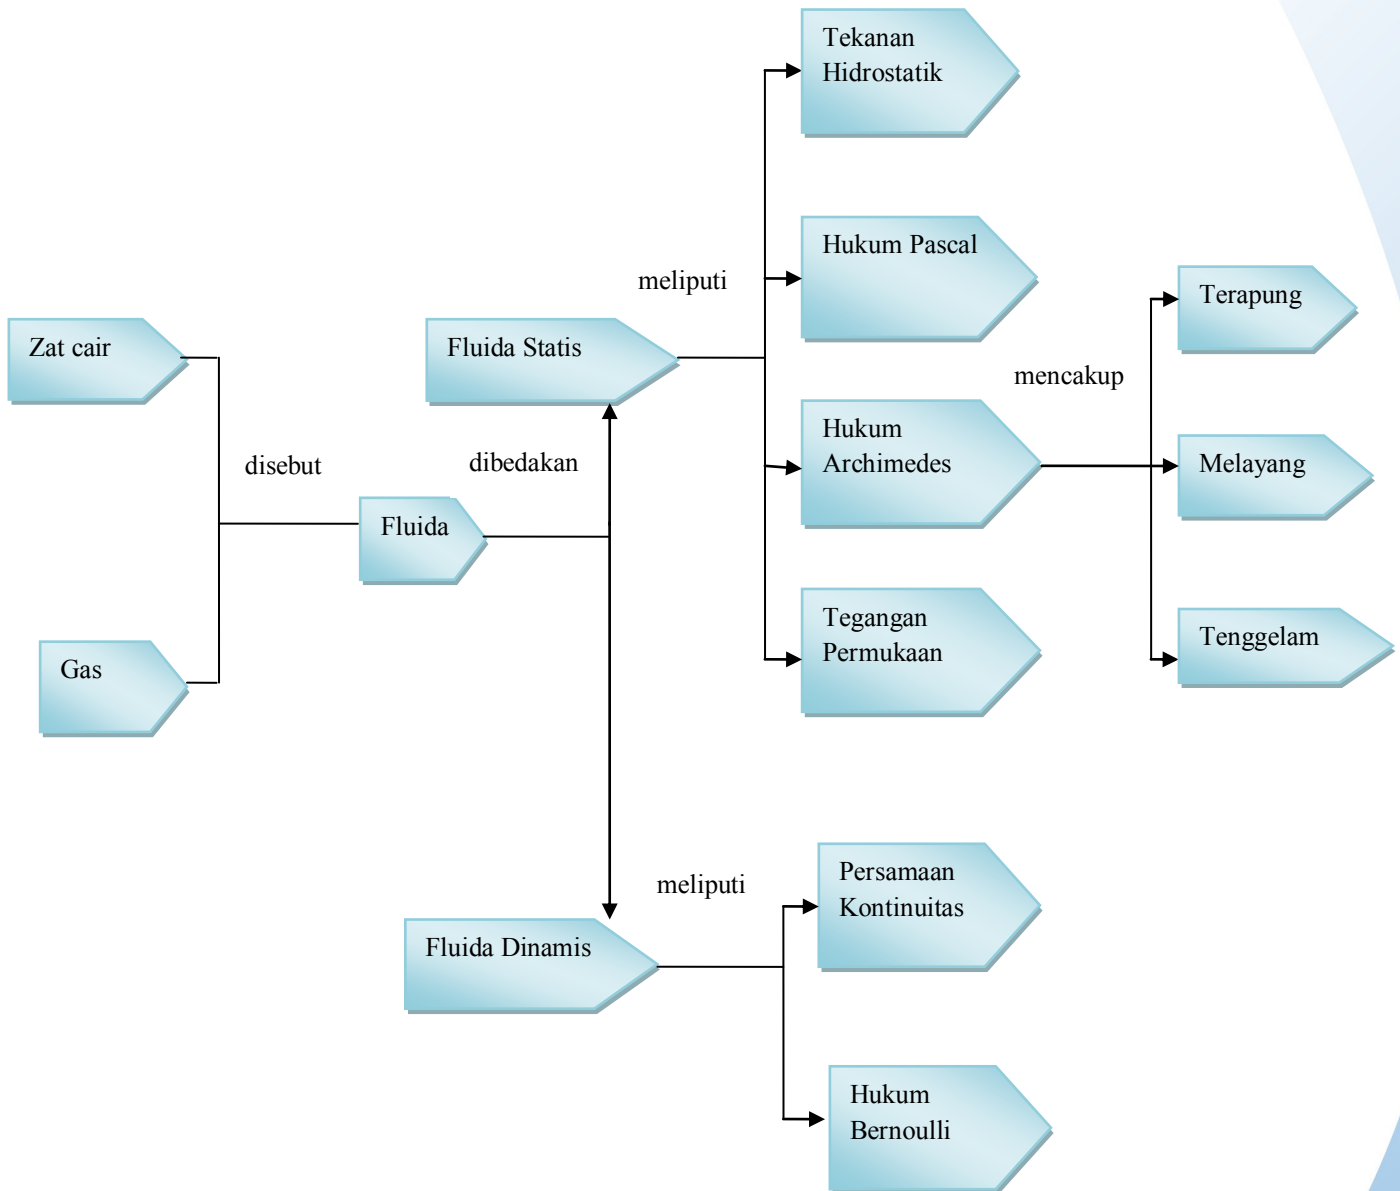 Tekanan
Hidrostatik
meliputi
Hukum Pascal
Terapung
Zat cair
Fluida Statis
mencakup
Hukum
Archimedes
Melayang
disebut
dibedakan
Fluida
Tegangan
Permukaan
Tenggelam
Gas
meliputi
Persamaan
Kontinuitas
Fluida Dinamis
Hukum
Bernoulli